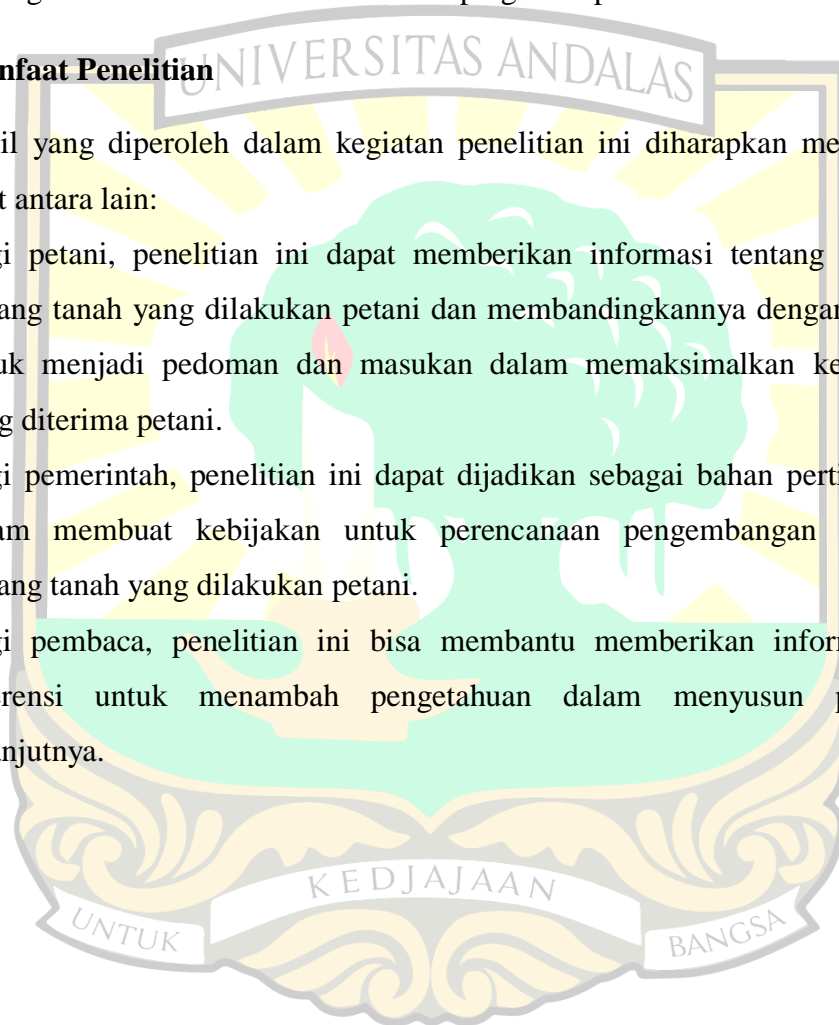 UNIVERSITAS ANDALAS
nfaat Penelitian
il yang diperoleh dalam kegiatan penelitian ini diharapkan me
t antara lain:
gi petani, penelitian ini dapat memberikan informasi tentang
ang tanah yang dilakukan petani dan membandingkannya dengan
uk menjadi pedoman dan masukan dalam memaksimalkan ke
g diterima petani.
gi pemerintah, penelitian ini dapat dijadikan sebagai bahan perti
am membuat kebijakan untuk perencanaan pengembangan
ang tanah yang dilakukan petani.
gi pembaca, penelitian ini bisa membantu memberikan infor
erensi untuk menambah pengetahuan dalam menyusun p
njutnya.
KEDJAJAAN
UNTUK BANGSA